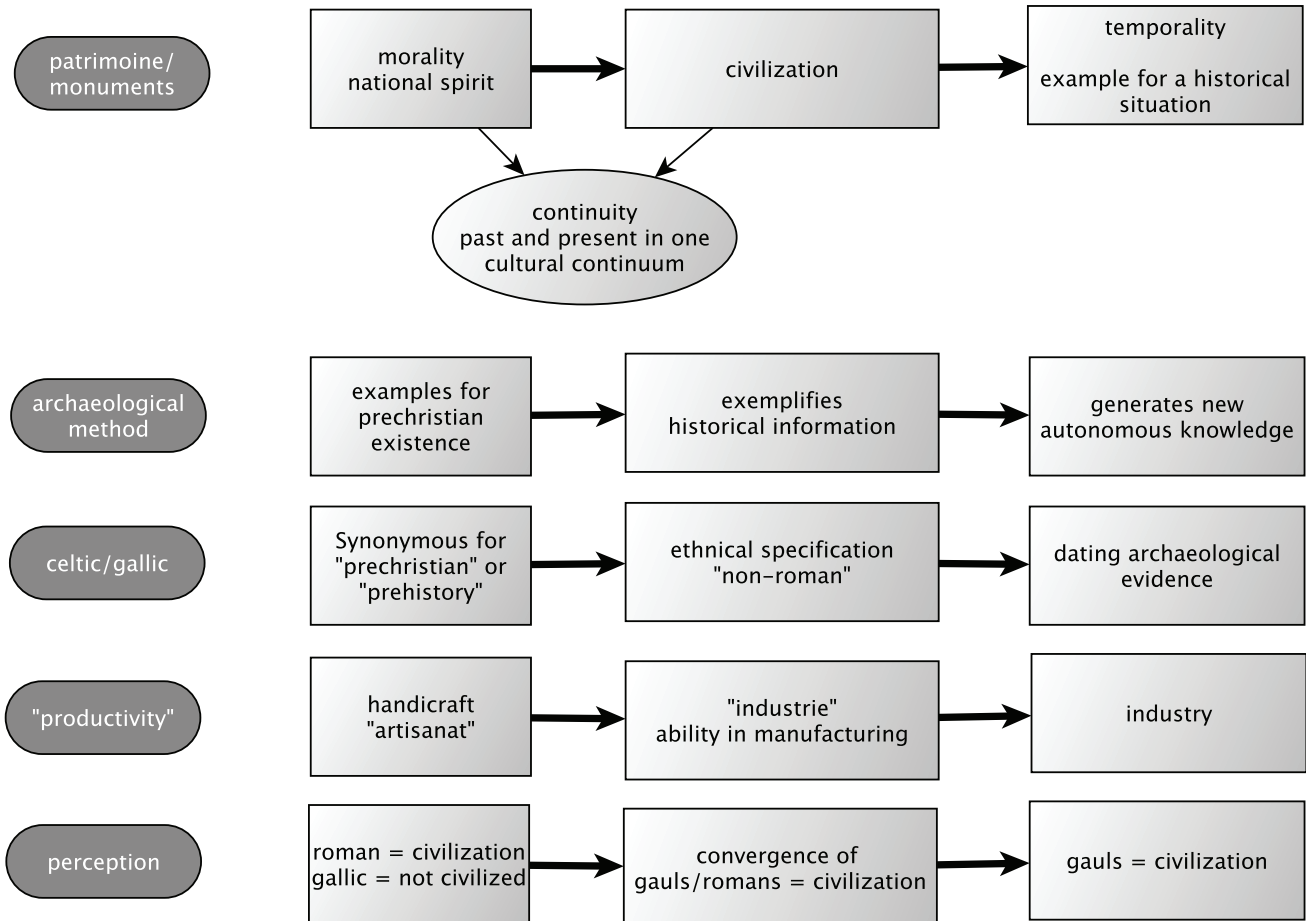 patrimoine/
monuments
morality
national spirit
civilization
temporality
example for a historical
situation
continuity
past and present in one
cultural continuum
archaeological
method
examples for
prechristian
existence
exemplifies
historical information
generates new
autonomous knowledge
celtic/gallic
Synonymous for
"prechristian" or
"prehistory"
ethnical specification
"non-roman"
dating archaeological
evidence
"productivity"
handicraft
"artisanat"
"industrie"
ability in manufacturing
industry
perception
roman = civilization
gallic = not civilized
convergence of
gauls/romans = civilization
gauls = civilization